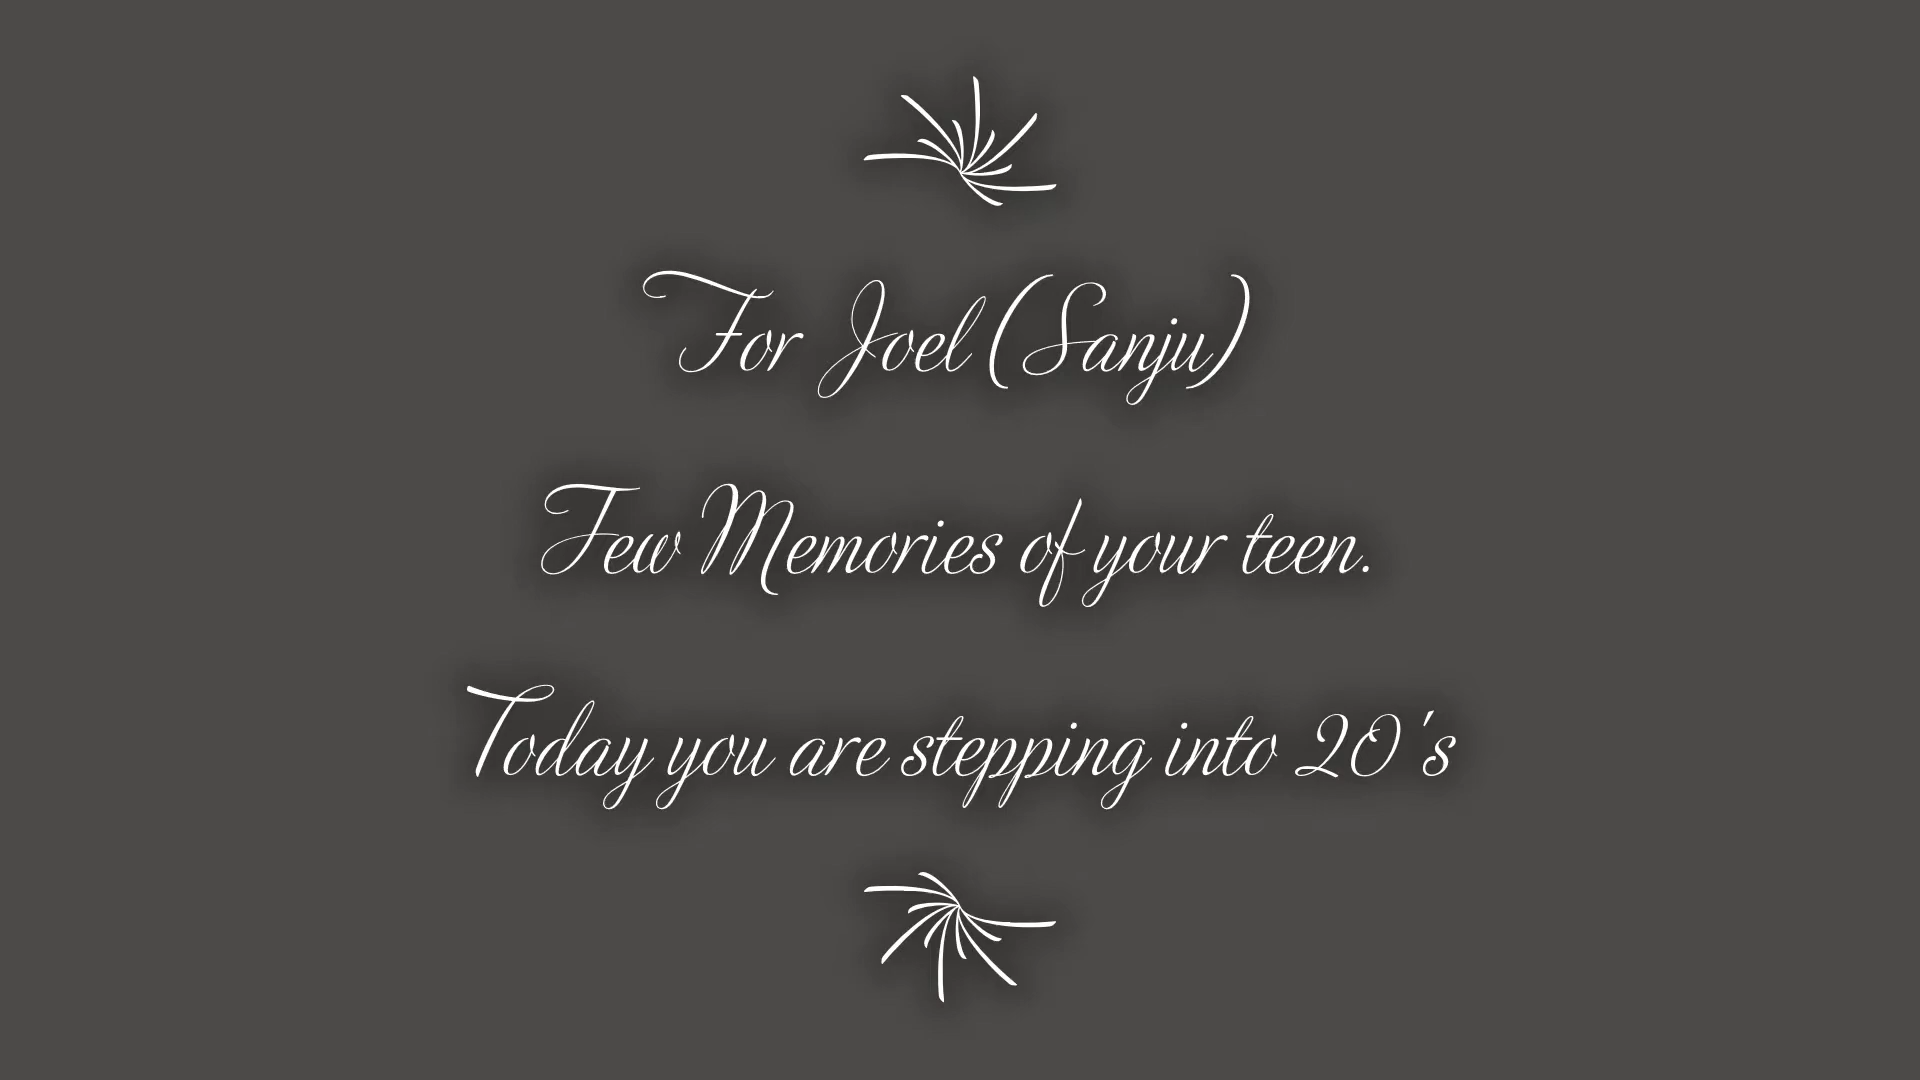 For Joel (Sanju)
Few Memories of your teen.
Today you are stepping into 20's